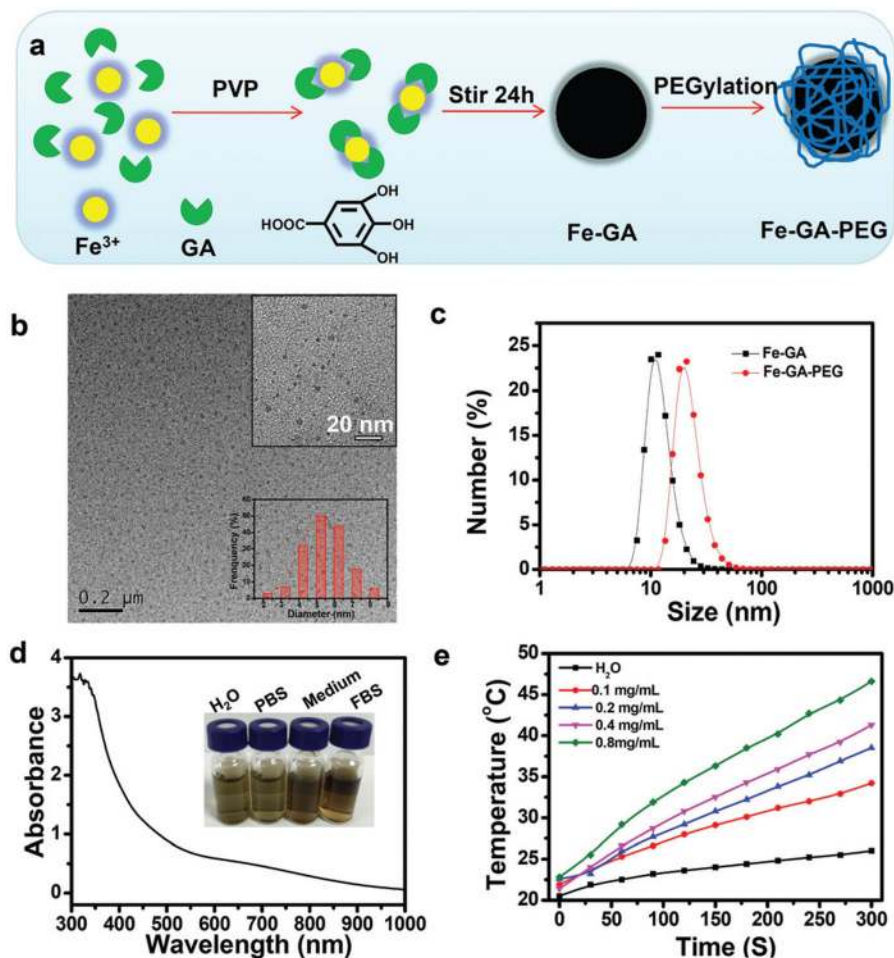 a
PVP
Stir 24h
PEGylation
OH
HOOC
OH
OH
Fe³⁺
GA
Fe-GA
Fe-GA-PEG
b
20 nm
0.2 µm
Frenquency (%)
Diameter (nm)
c
Number (%)
25
20
15
10
5
0
Fe-GA
Fe-GA-PEG
1
10
100
1000
Size (nm)
d
Absorbance
4
3
2
1
0
H₂O
PBS
Medium
FBS
300
400
500
600
700
800
900
1000
Wavelength (nm)
e
Temperature (°C)
50
45
40
35
30
25
20
H₂O
0.1 mg/mL
0.2 mg/mL
0.4 mg/mL
0.8mg/mL
0
50
100
150
200
250
300
Time (S)